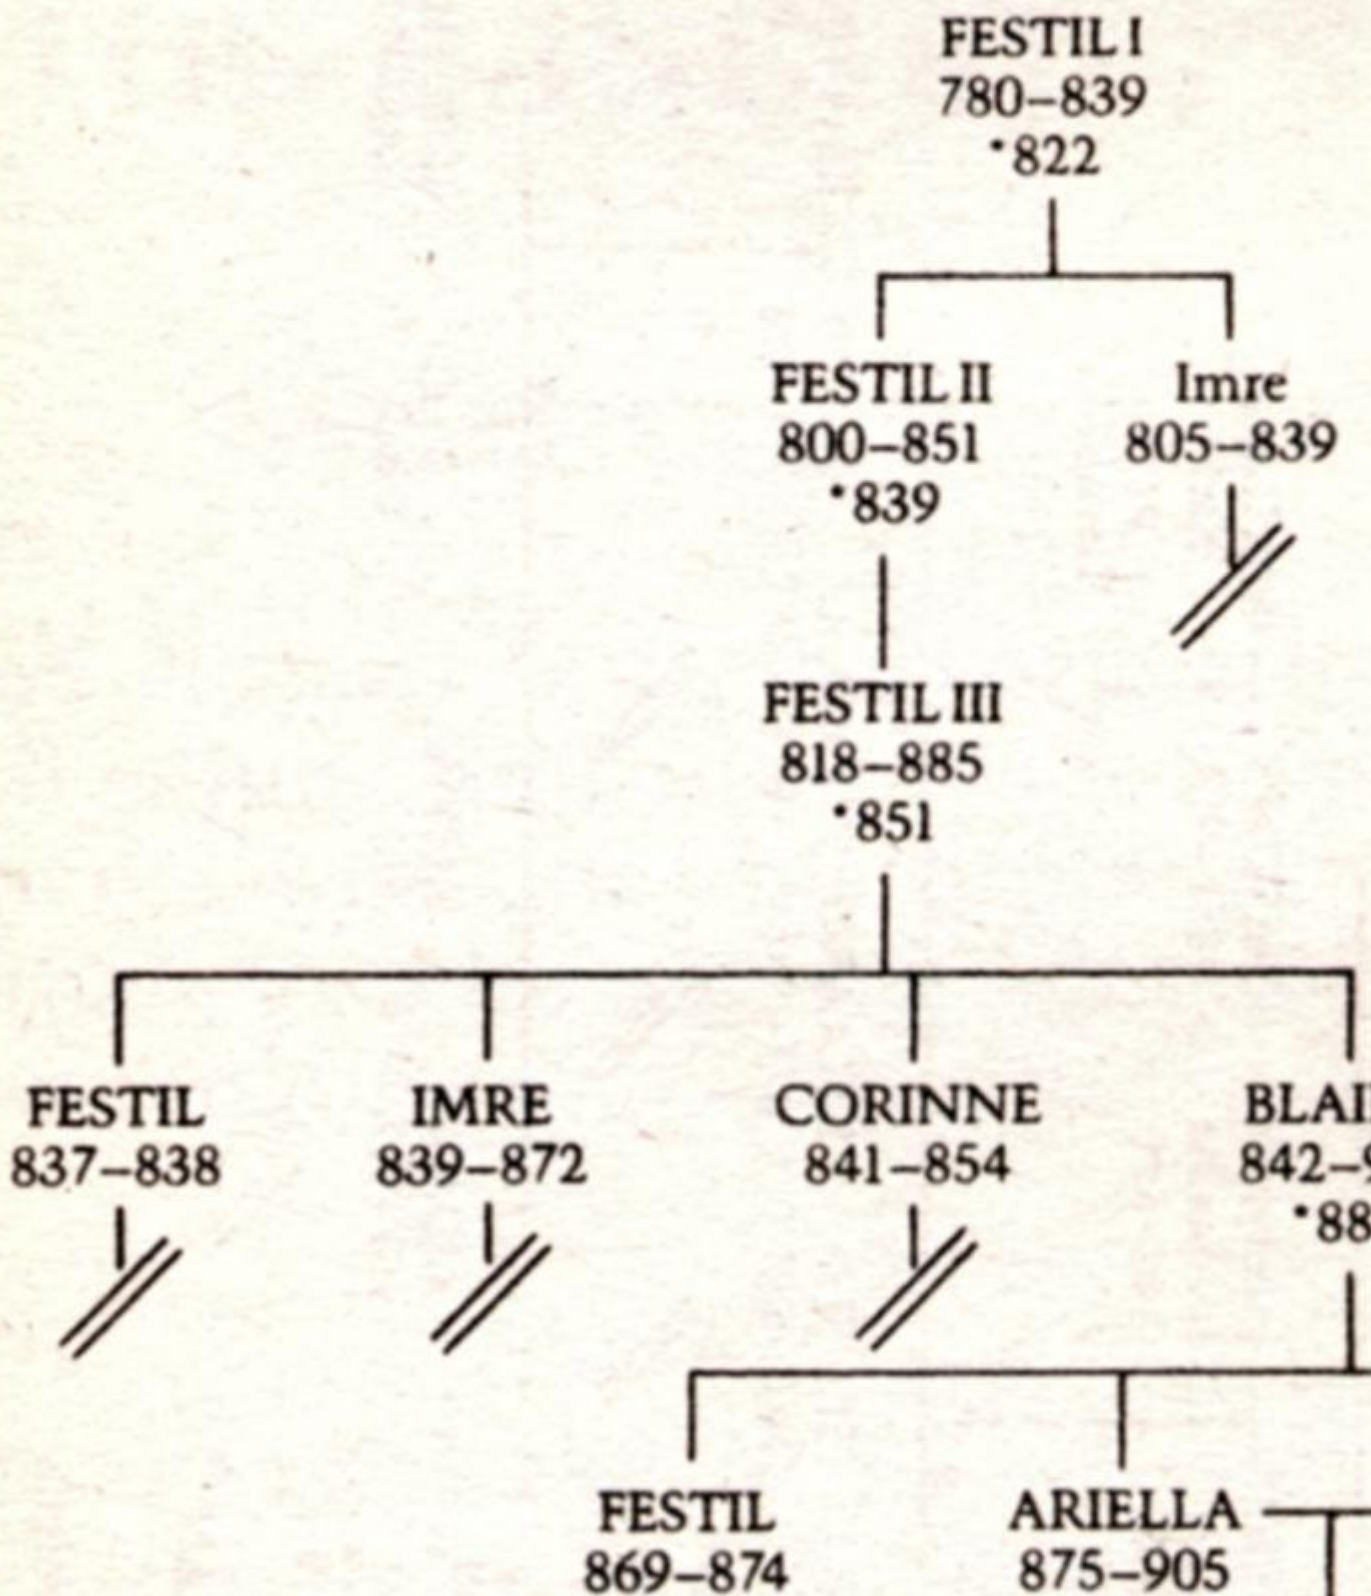 FESTIL I
780–839
*822
FESTIL II
800–851
*839
Imre
805–839
FESTIL III
818–885
*851
FESTIL
837–838
IMRE
839–872
CORINNE
841–854
FESTIL
869–874
ARIELLA
875–905